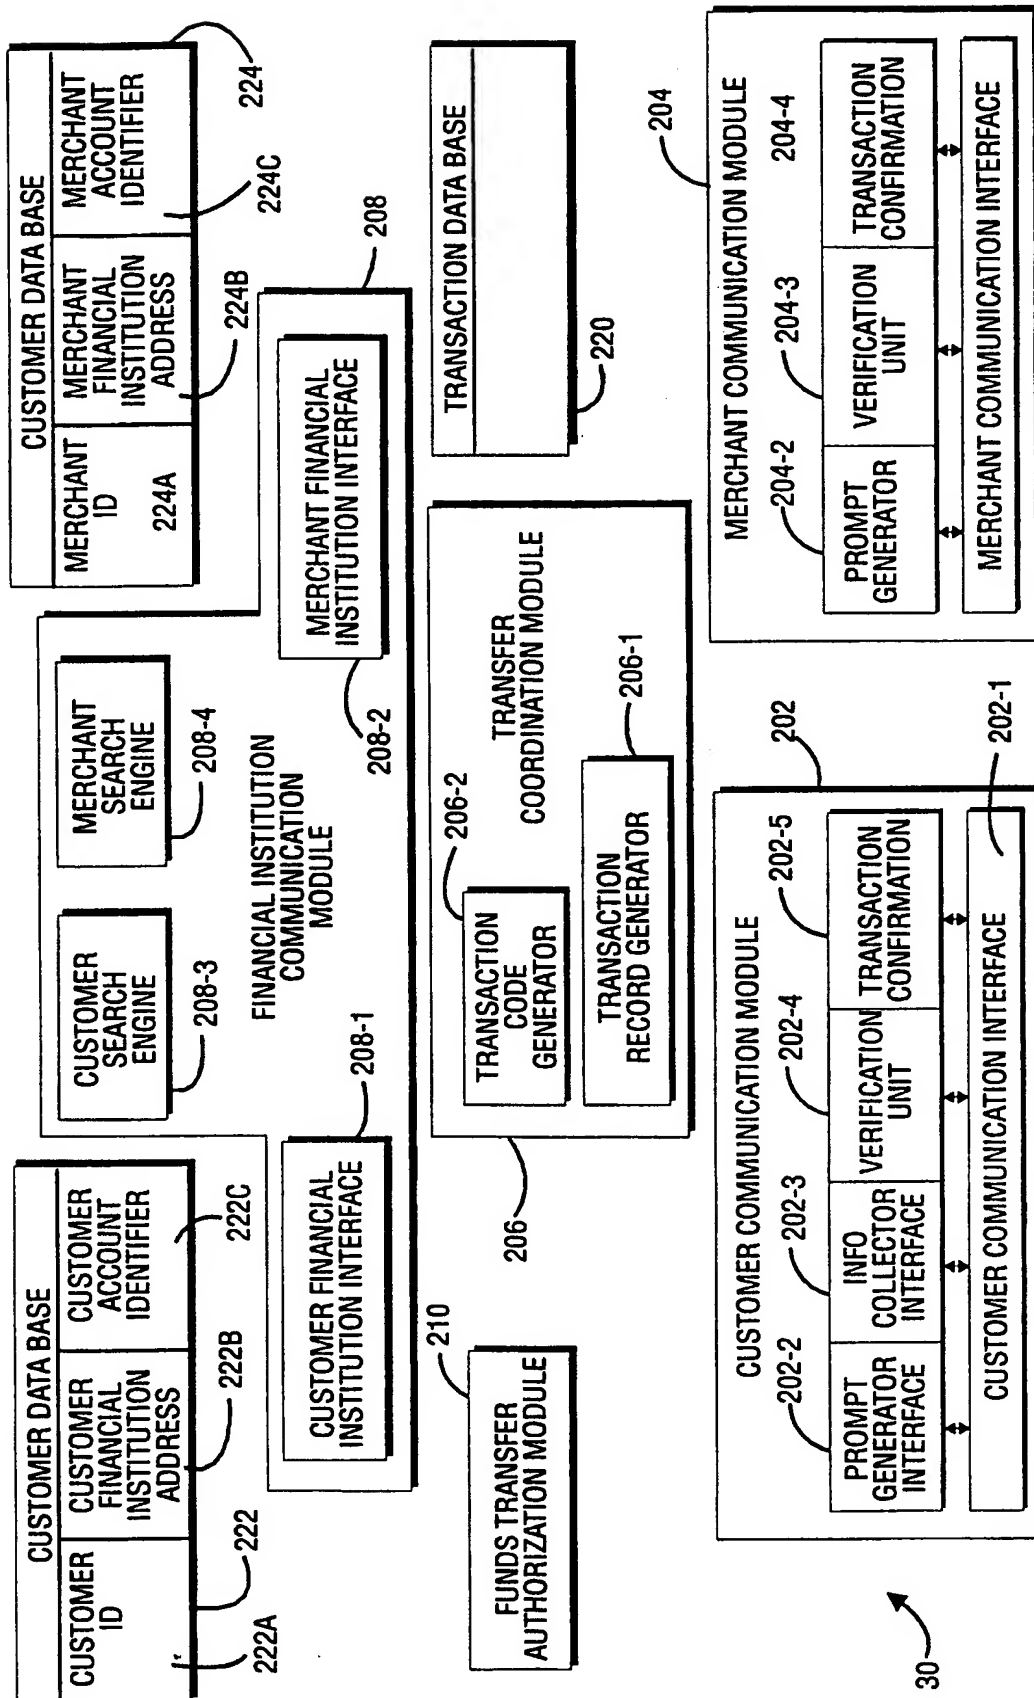 CUSTOMER DATA BASE
CUSTOMER
ID
CUSTOMER
FINANCIAL
INSTITUTION
ADDRESS
CUSTOMER
ACCOUNT
IDENTIFIER
222A
222
222B
222C
CUSTOMER
SEARCH
ENGINE
208-3
MERCHANT
SEARCH
ENGINE
208-4
FINANCIAL INSTITUTION
COMMUNICATION
MODULE
208-1
CUSTOMER FINANCIAL
INSTITUTION INTERFACE
208-2
MERCHANT FINANCIAL
INSTITUTION INTERFACE
208
CUSTOMER DATA BASE
MERCHANT
ID
MERCHANT
FINANCIAL
INSTITUTION
ADDRESS
MERCHANT
ACCOUNT
IDENTIFIER
224A
224B
224C
224
210
FUNDS TRANSFER
AUTHORIZATION MODULE
206
206-2
TRANSACTION
CODE
GENERATOR
TRANSFER
COORDINATION MODULE
206-1
TRANSACTION
RECORD GENERATOR
TRANSACTION DATA BASE
220
30
CUSTOMER COMMUNICATION MODULE
202
202-2
202-3
202-4
202-5
PROMPT
GENERATOR
INTERFACE
INFO
COLLECTOR
INTERFACE
VERIFICATION
UNIT
TRANSACTION
CONFIRMATION
CUSTOMER COMMUNICATION INTERFACE
202-1
204
MERCHANT COMMUNICATION MODULE
204-2
204-3
204-4
PROMPT
GENERATOR
VERIFICATION
UNIT
TRANSACTION
CONFIRMATION
MERCHANT COMMUNICATION INTERFACE